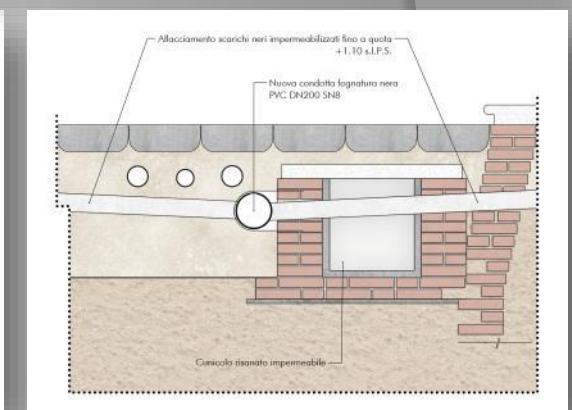 Allacciamento scarichi neri impermeabilizzati fino a quota
+1.10 s.l.P.S.
Nuova condotta fognatura nera
PVC DN200 SN8
Cunicolo risanato impermeabile